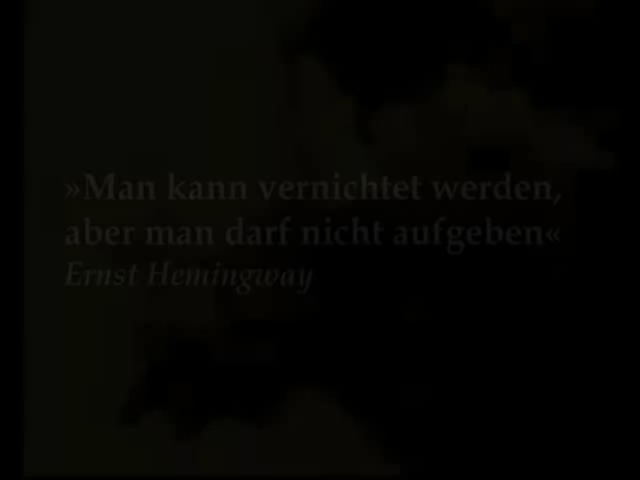 »Man kann vernichtet werden,
aber man darf nicht aufgeben«
Ernst Hemingway